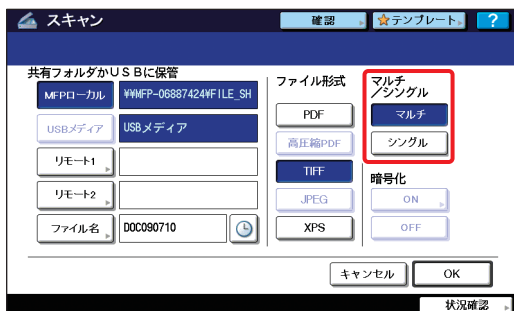 スキャン
確認
テンプレート
?
共有フォルダかUSBに保管
MFPローカル
¥¥MFP-06887424¥FILE_SH
USBメディア
USBメディア
リモート1
リモート2
ファイル名
DOC090710
ファイル形式
PDF
高圧縮PDF
TIFF
JPEG
XPS
マルチ
/シングル
マルチ
シングル
暗号化
ON
OFF
キャンセル
OK
状況確認